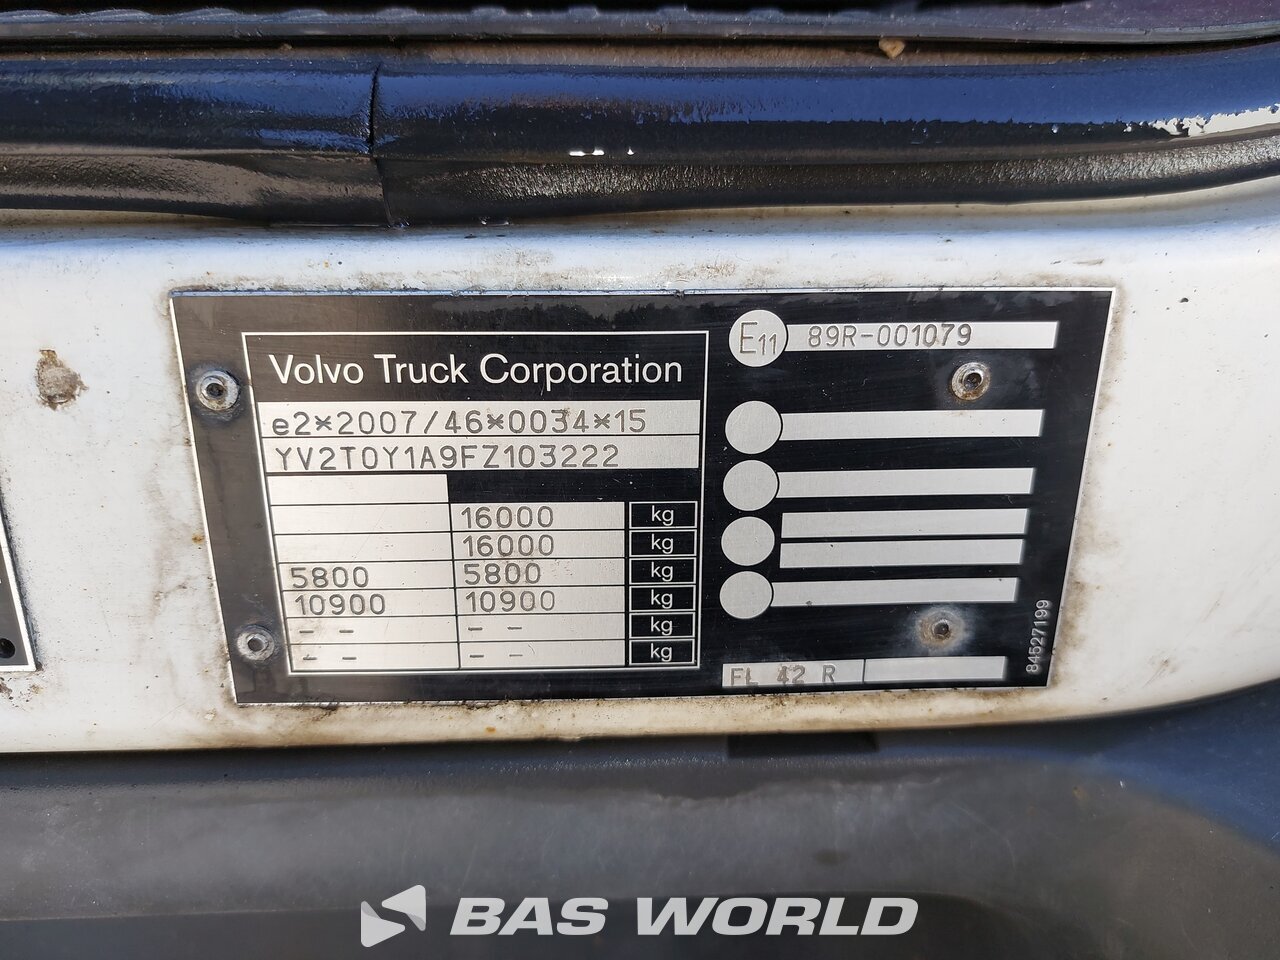 Volvo Truck Corporation
e2*2007/46*0034*15
YV2T0Y1A9FZ103222
16000 kg
16000 kg
5800 5800 kg
10900 10900 kg
- - - - kg
- - - - kg
E11 89R-001079
FL 42 R
84527199
BAS WORLD